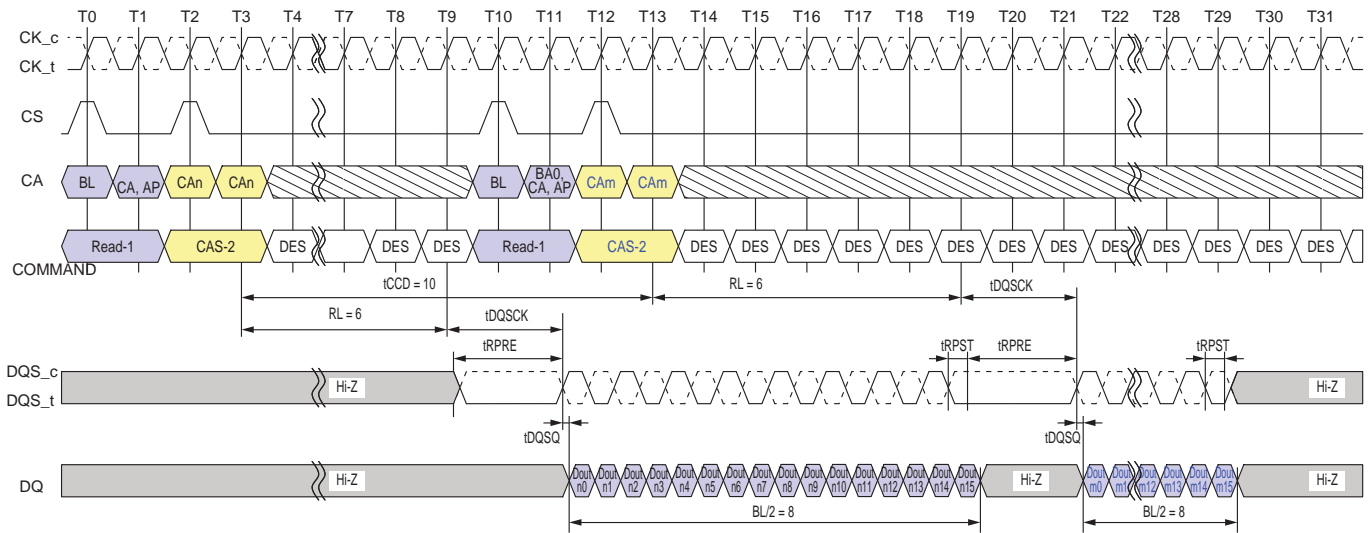 T0 T1 T2 T3 T4 T7 T8 T9 T10 T11 T12 T13 T14 T15 T16 T17 T18 T19 T20 T21 T22 T28 T29 T30 T31
CK_c
CK_t
CS
CA
BL CA, AP CAn CAn BL BA0, CA, AP CAm CAm
COMMAND
Read-1 CAS-2 DES DES DES Read-1 CAS-2 DES DES DES DES DES DES DES DES DES DES DES DES DES
tCCD = 10 RL = 6 tDQSCK
RL = 6 tDQSCK
tRPRE tRPST tRPRE tRPST
DQS_c
DQS_t
Hi-Z Hi-Z
tDQSQ tDQSQ
DQ
Hi-Z Dout n0 Dout n1 Dout n2 Dout n3 Dout n4 Dout n5 Dout n6 Dout n7 Dout n8 Dout n9 Dout n10 Dout n11 Dout n12 Dout n13 Dout n14 Dout n15 Hi-Z Dout m0 Dout m1 Dout m12 Dout m13 Dout m14 Dout m15 Hi-Z
BL/2 = 8 BL/2 = 8